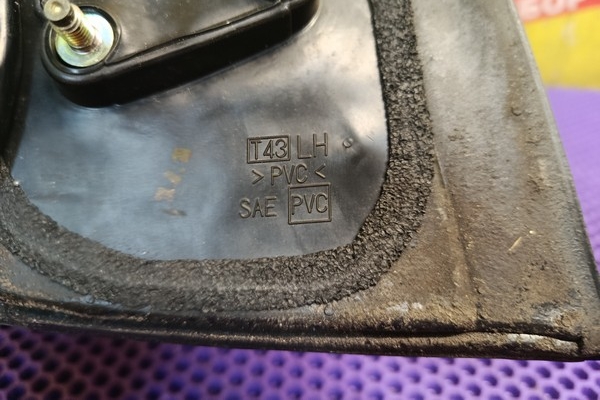 T43 LH
>PVC<
SAE PVC